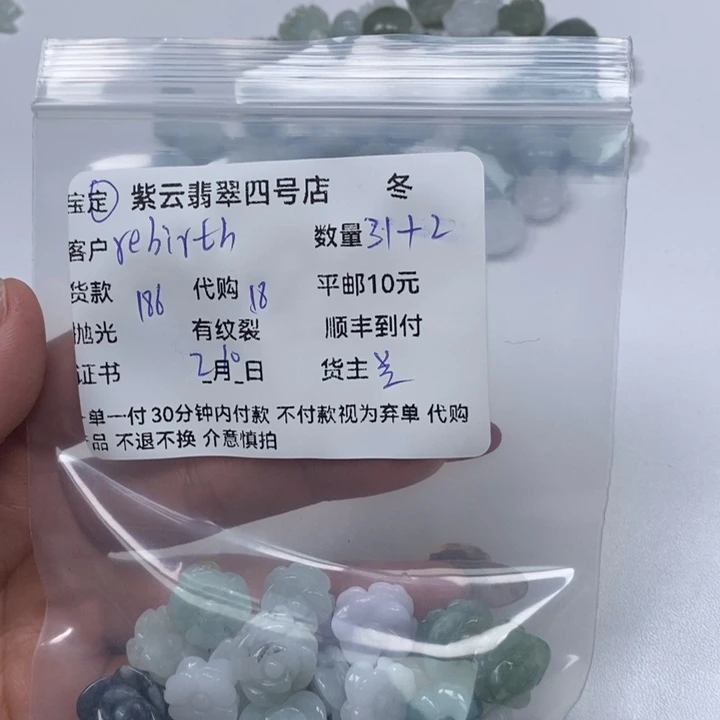 宝定 紫云翡翠四号店 冬
客户 rebirth 数量 31+2
货款 186 代购 18 平邮10元
抛光 有纹裂 顺丰到付
证书 2月10日 货主 兰
单一付 30分钟内付款 不付款视为弃单 代购
品 不退不换 介意慎拍